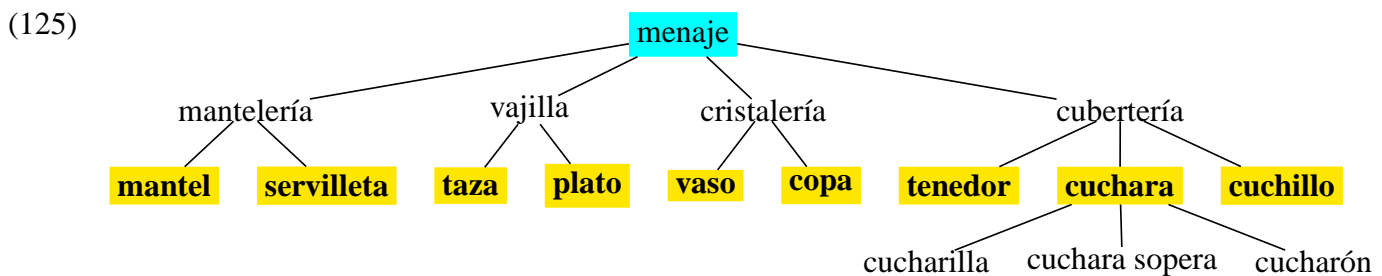 (125)
menaje
mantelería vajilla cristalería cubertería
mantel servilleta taza plato vaso copa tenedor cuchara cuchillo
cucharilla cuchara sopera cucharón